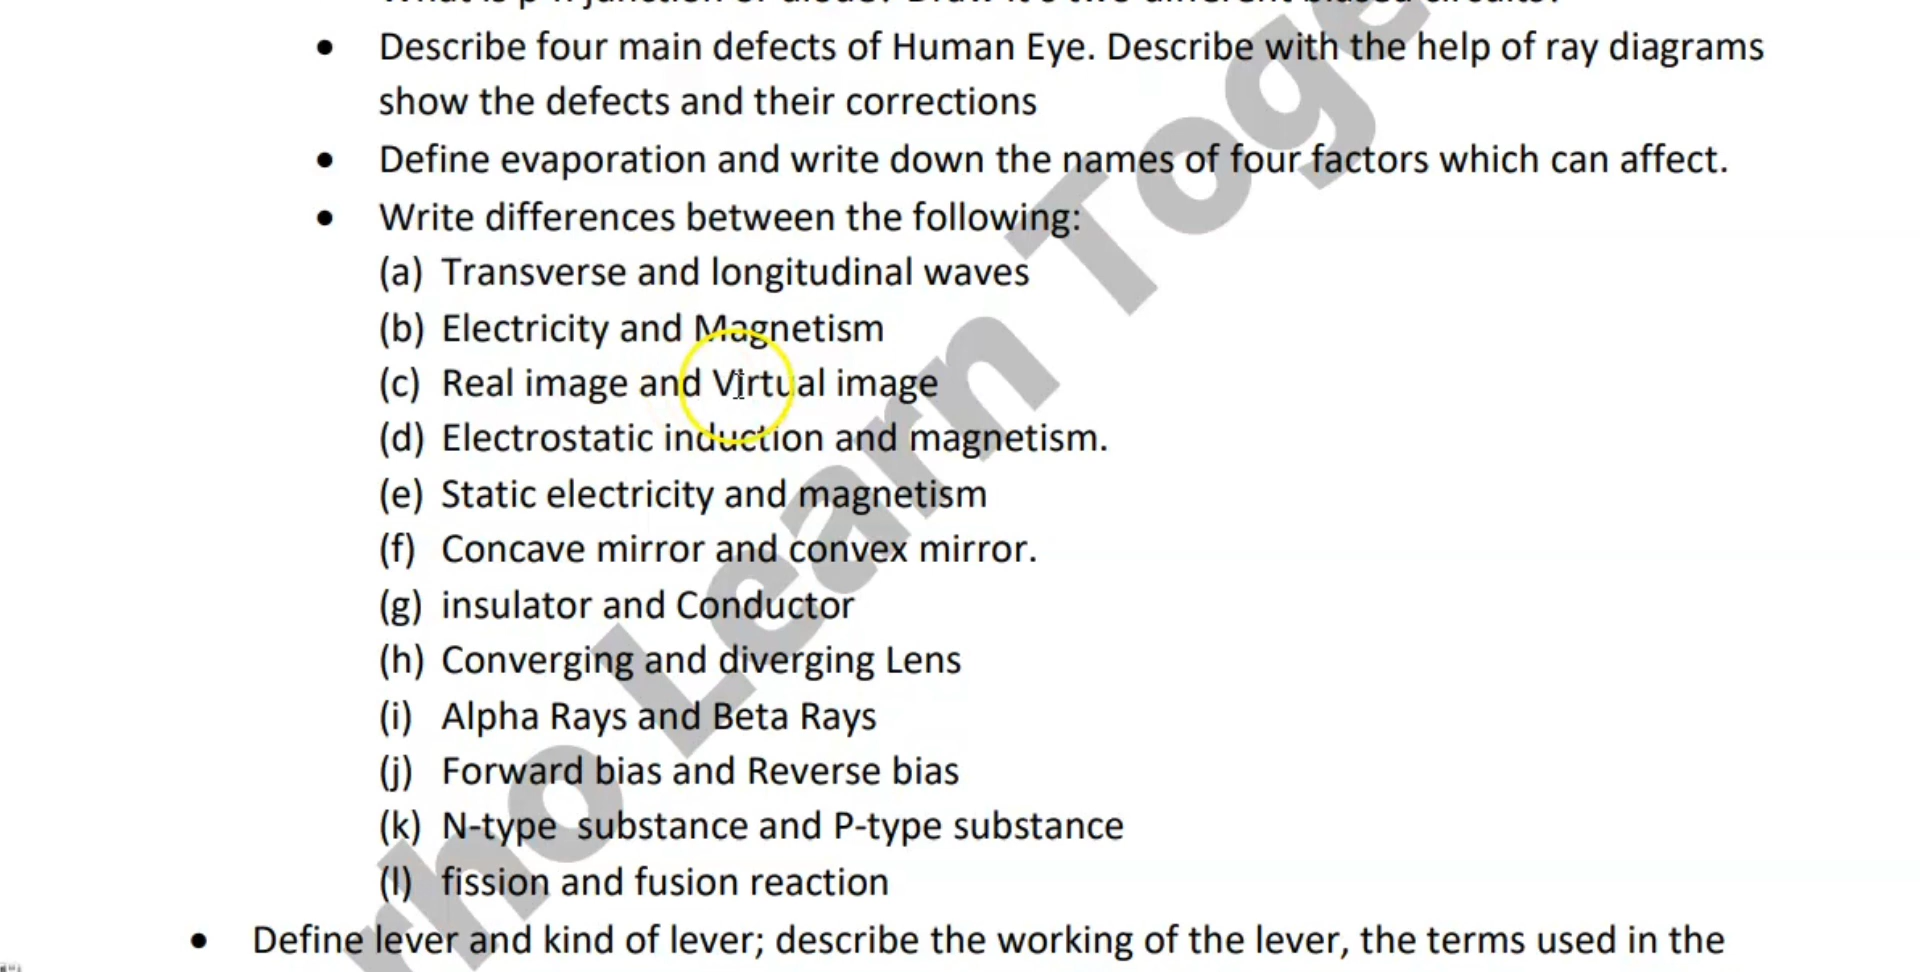 Describe four main defects of Human Eye. Describe with the help of ray diagrams
show the defects and their corrections
Define evaporation and write down the names of four factors which can affect.
Write differences between the following:
(a) Transverse and longitudinal waves
(b) Electricity and Magnetism
(c) Real image and Virtual image
(d) Electrostatic induction and magnetism.
(e) Static electricity and magnetism
(f) Concave mirror and convex mirror.
(g) insulator and Conductor
(h) Converging and diverging Lens
(i) Alpha Rays and Beta Rays
(j) Forward bias and Reverse bias
(k) N-type substance and P-type substance
(l) fission and fusion reaction
Define lever and kind of lever; describe the working of the lever, the terms used in the
rho Learn Toge